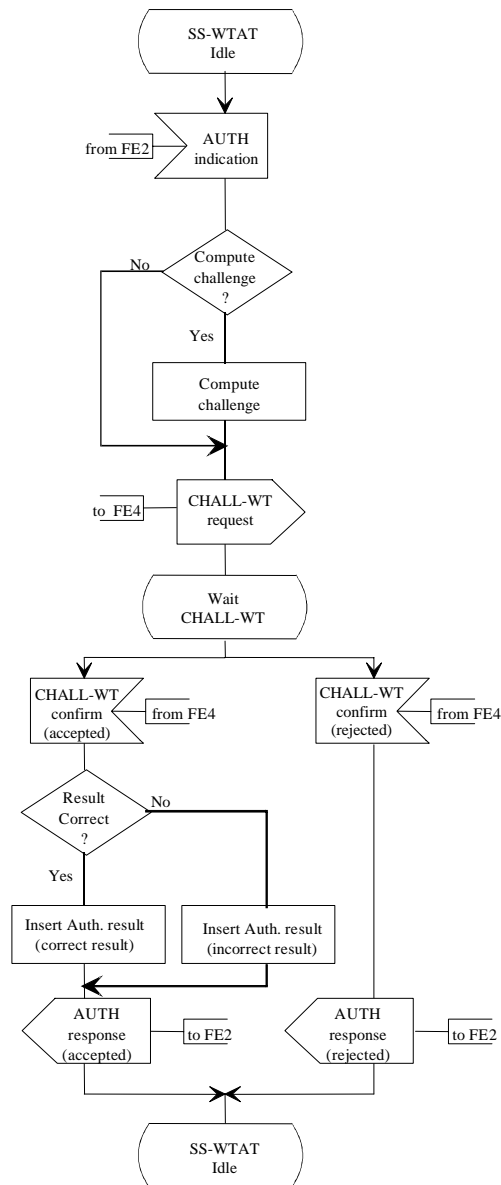 SS-WTAT
Idle
from FE2
AUTH
indication
Compute
challenge
?
No
Yes
Compute
challenge
to FE4
CHALL-WT
request
Wait
CHALL-WT
CHALL-WT
confirm
(accepted)
from FE4
CHALL-WT
confirm
(rejected)
from FE4
Result
Correct
?
No
Yes
Insert Auth. result
(correct result)
Insert Auth. result
(incorrect result)
AUTH
response
(accepted)
to FE2
AUTH
response
(rejected)
to FE2
SS-WTAT
Idle